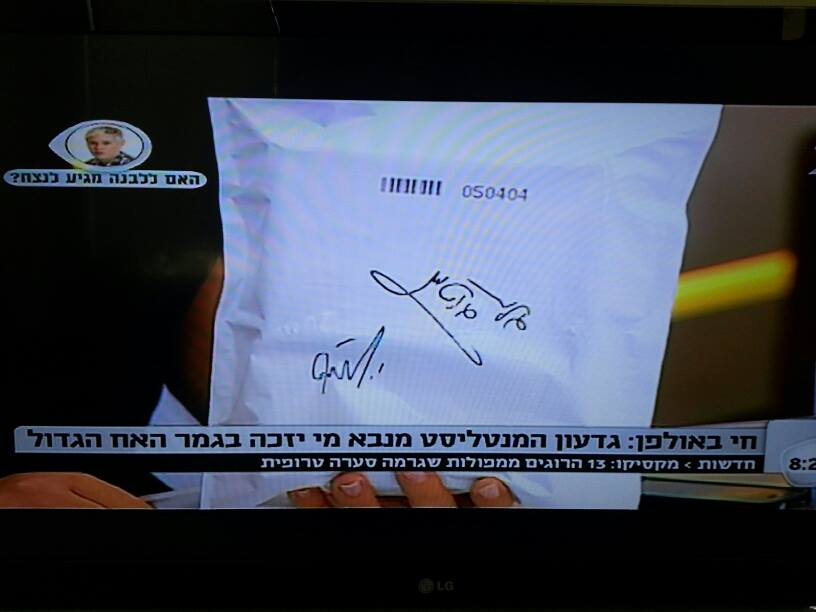 האם ללבנה מגיע לנצח?
050404
חי באולפן: גדעון המנטליסט מנבא מי יזכה בגמר האח הגדול
חדשות > מקסיקו: 13 הרוגים ממפולות שגרמה סערה טרופית
8:2
LG